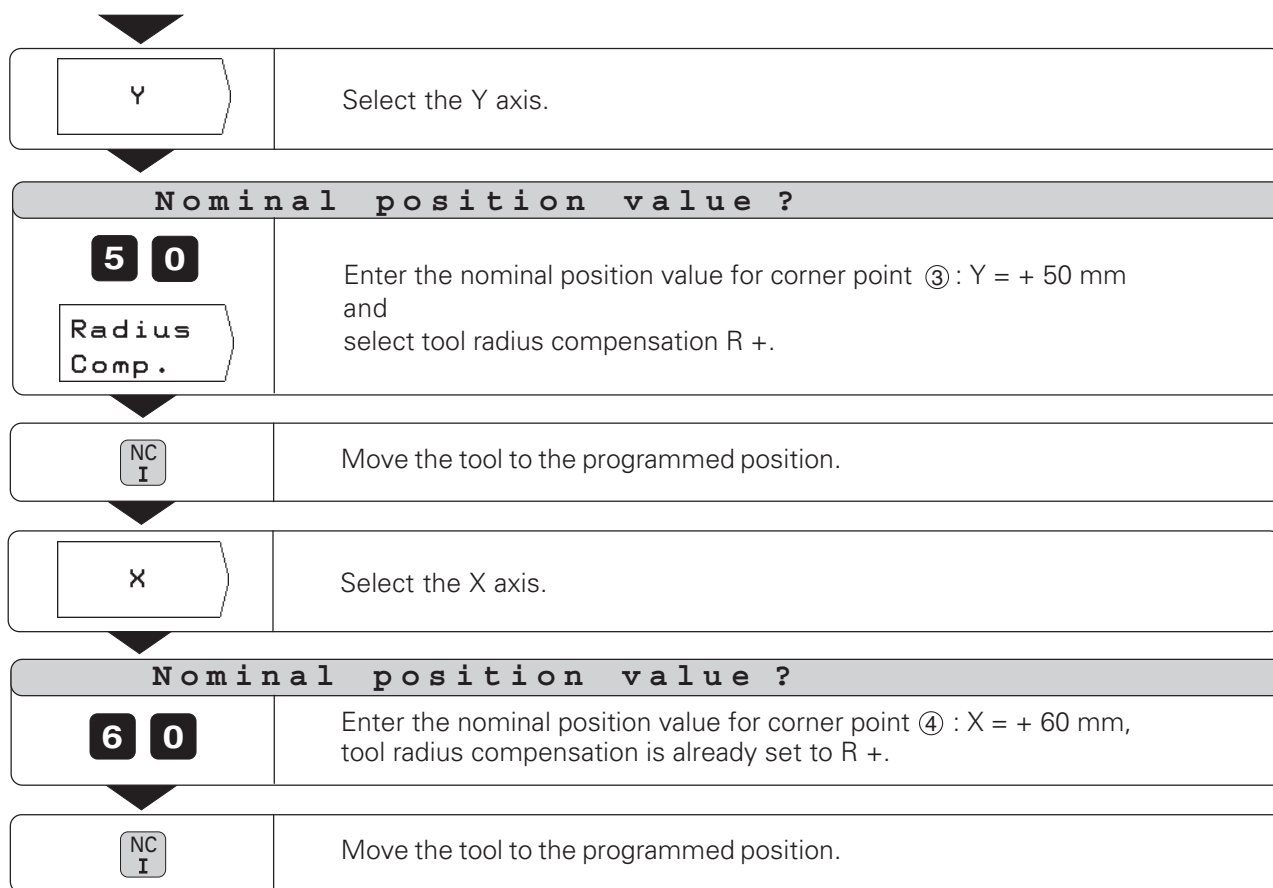 Y
Select the Y axis.
Nominal position value ?
5 0
Enter the nominal position value for corner point ③ : Y = + 50 mm
and
select tool radius compensation R +.
Radius
Comp.
NC
I
Move the tool to the programmed position.
X
Select the X axis.
Nominal position value ?
6 0
Enter the nominal position value for corner point ④ : X = + 60 mm,
tool radius compensation is already set to R +.
NC
I
Move the tool to the programmed position.